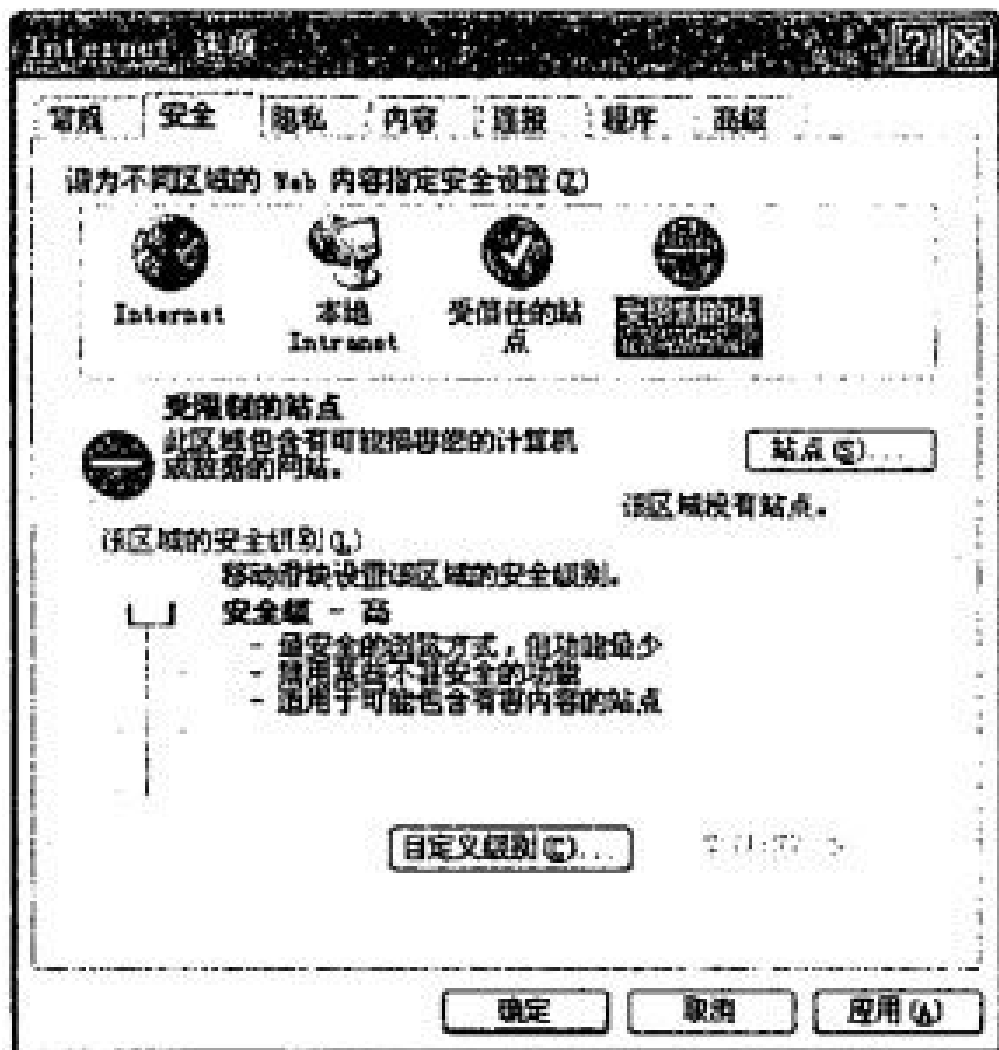 Internet 选项
常规 安全 隐私 内容 连接 程序 高级
请为不同区域的 Web 内容指定安全设置(Z)
Internet
本地
Intranet
受信任的站
点
受限制的站点
受限制的站点
此区域包含有可能损害您的计算机
或数据的网站。
站点(S)...
该区域没有站点。
该区域的安全级别(L)
移动滑块设置该区域的安全级别。
安全级 - 高
- 最安全的浏览方式，但功能最少
- 禁用某些不太安全的功能
- 适用于可能包含有害内容的站点
自定义级别(C)...
确定 取消 应用(A)